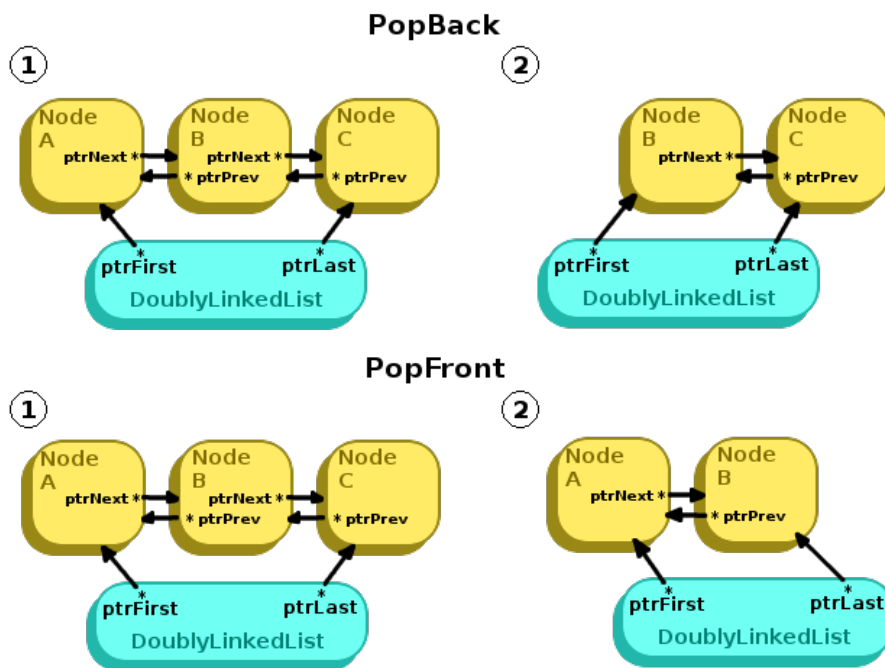 PopBack
1
2
Node
A
ptrNext *
Node
B
ptrNext *
* ptrPrev
Node
C
* ptrPrev
*
ptrFirst
*
ptrLast
DoublyLinkedList
Node
B
ptrNext *
Node
C
* ptrPrev
*
ptrFirst
*
ptrLast
DoublyLinkedList
PopFront
1
2
Node
A
ptrNext *
Node
B
ptrNext *
* ptrPrev
Node
C
* ptrPrev
*
ptrFirst
*
ptrLast
DoublyLinkedList
Node
A
ptrNext *
Node
B
* ptrPrev
*
ptrFirst
*
ptrLast
DoublyLinkedList